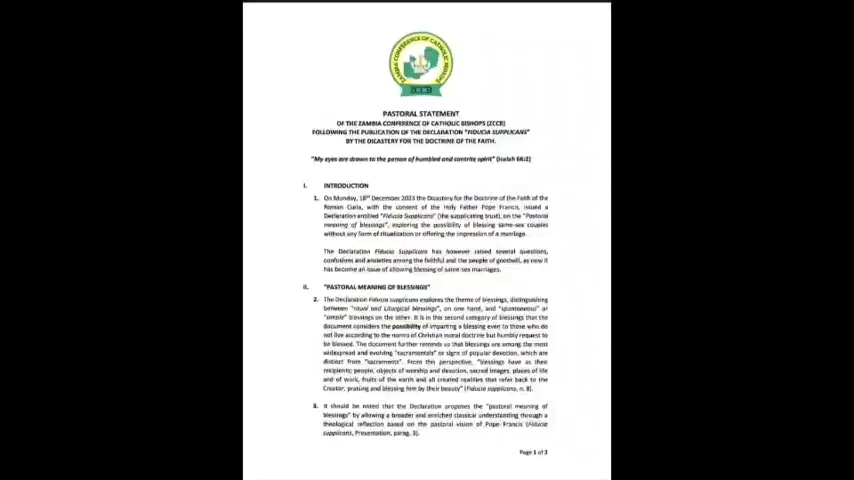 ZAMBIA CONFERENCE OF CATHOLIC BISHOPS
ZCCB
PASTORAL STATEMENT
OF THE ZAMBIA CONFERENCE OF CATHOLIC BISHOPS (ZCCB)
FOLLOWING THE PUBLICATION OF THE DECLARATION "FIDUCIA SUPPLICANS"
BY THE DICASTERY FOR THE DOCTRINE OF THE FAITH.
"My eyes are drawn to the person of humbled and contrite spirit" (Isaiah 66:2)
I. INTRODUCTION
1. On Monday, 18th December 2023 the Dicastery for the Doctrine of the Faith of the
Roman Curia, with the consent of the Holy Father Pope Francis, issued a
Declaration entitled "Fiducia Supplicans" (the supplicating trust), on the "Pastoral
meaning of blessings", exploring the possibility of blessing same-sex couples
without any form of ritualization or offering the impression of a marriage.
The Declaration Fiducia Supplicans has however raised several questions,
confusions and anxieties among the faithful and the people of goodwill, as now it
has become an issue of allowing blessing of same-sex marriages.
II. "PASTORAL MEANING OF BLESSINGS"
2. The Declaration Fiducia supplicans explores the theme of blessings, distinguishing
between "ritual and Liturgical blessings", on one hand, and "spontaneous" or
"simple" blessings on the other. It is in this second category of blessings that the
document considers the possibility of imparting a blessing even to those who do
not live according to the norms of Christian moral doctrine but humbly request to
be blessed. The document further reminds us that blessings are among the most
widespread and evolving "sacramentals" or signs of popular devotion, which are
distinct from "sacraments". From this perspective, "blessings have as their
recipients: people, objects of worship and devotion, sacred images, places of life
and of work, fruits of the earth and all created realities that refer back to the
Creator, praising and blessing him by their beauty" (Fiducia supplicans, n. 8).
3. It should be noted that the Declaration proposes the "pastoral meaning of
blessings" by allowing a broader and enriched classical understanding through a
theological reflection based on the pastoral vision of Pope Francis (Fiducia
supplicans, Presentation, parag. 3).
Page 1 of 3